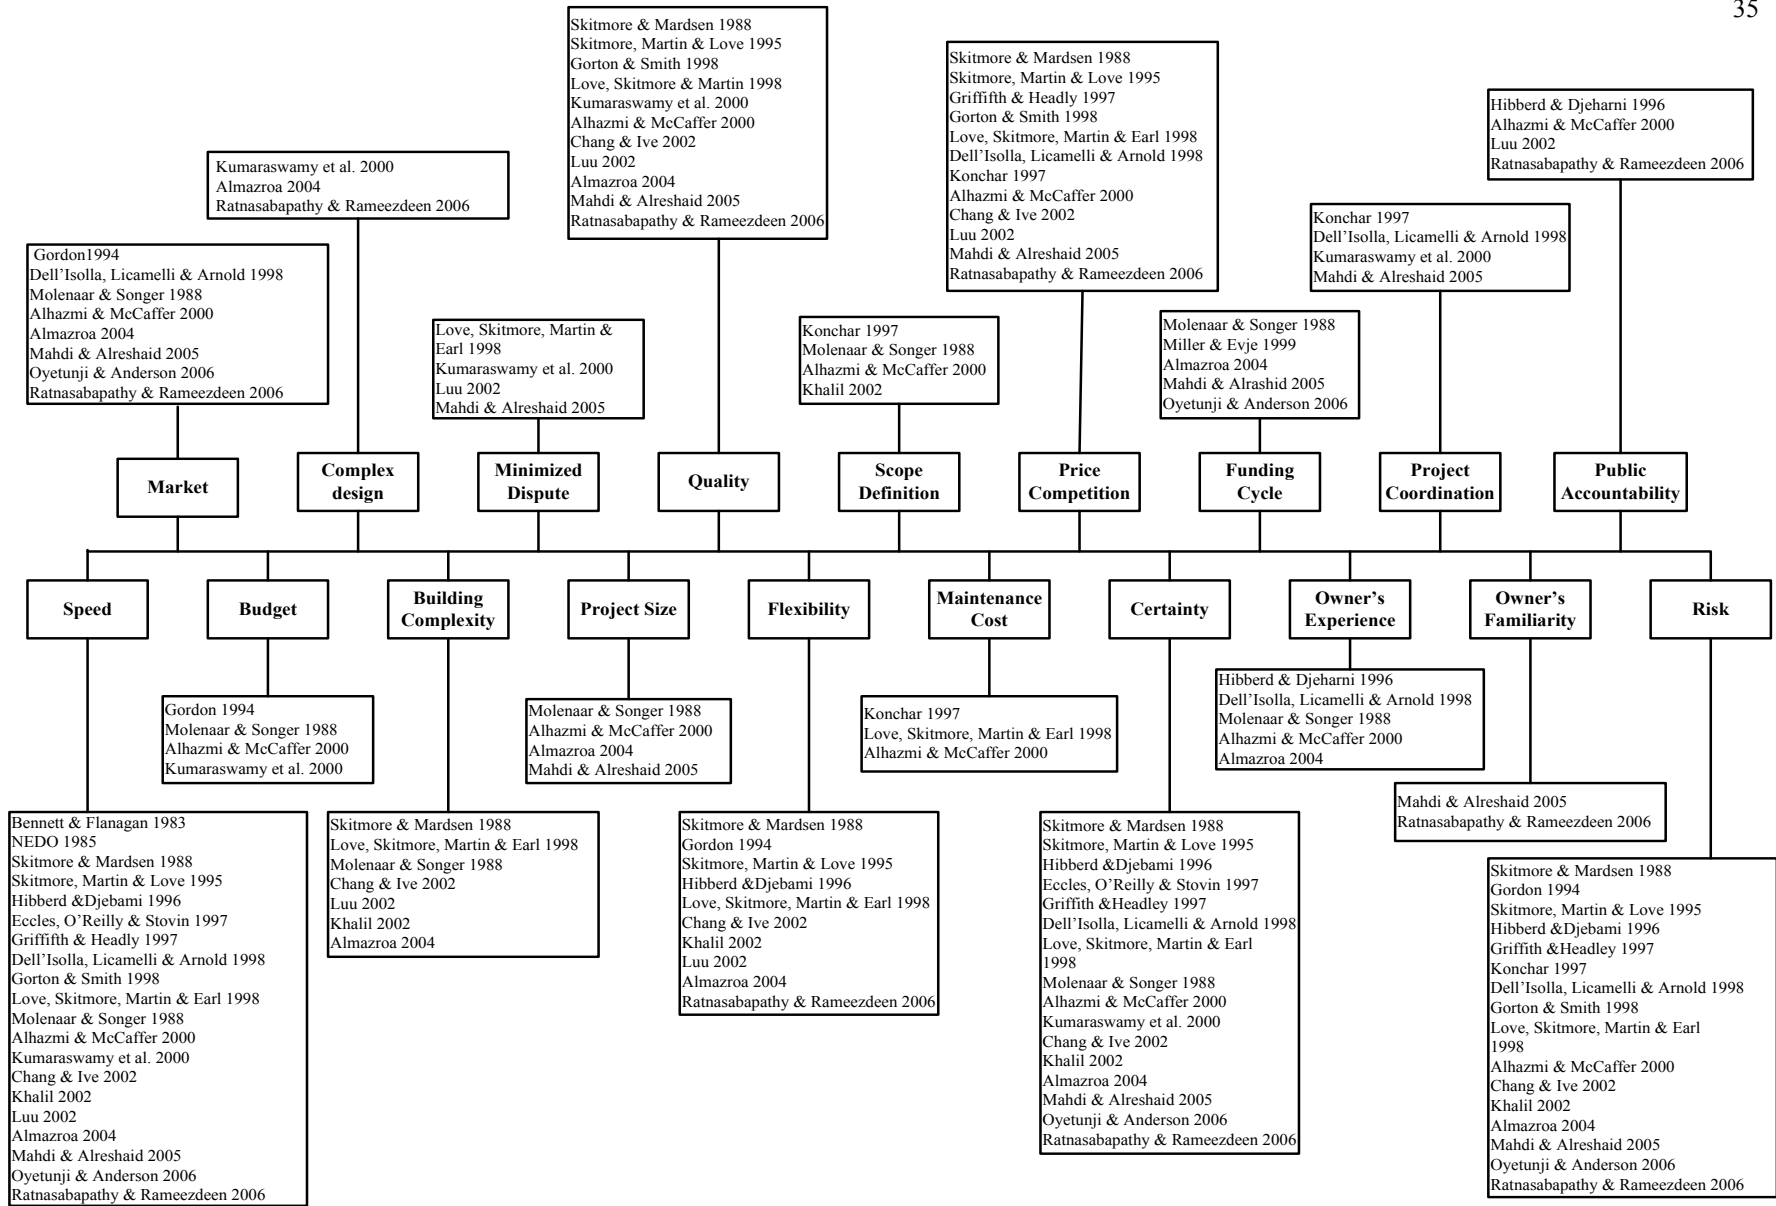 35
Skitmore & Mardsen 1988
Skitmore, Martin & Love 1995
Gorton & Smith 1998
Love, Skitmore & Martin 1998
Kumaraswamy et al. 2000
Alhazmi & McCaffer 2000
Chang & Ive 2002
Luu 2002
Almazroa 2004
Mahdi & Alreshaid 2005
Ratnasabapathy & Rameezdeen 2006
Skitmore & Mardsen 1988
Skitmore, Martin & Love 1995
Griffifth & Headly 1997
Gorton & Smith 1998
Love, Skitmore, Martin & Earl 1998
Dell’Isolla, Licamelli & Arnold 1998
Konchar 1997
Alhazmi & McCaffer 2000
Chang & Ive 2002
Luu 2002
Mahdi & Alreshaid 2005
Ratnasabapathy & Rameezdeen 2006
Hibberd & Djeharni 1996
Alhazmi & McCaffer 2000
Luu 2002
Ratnasabapathy & Rameezdeen 2006
Kumaraswamy et al. 2000
Almazroa 2004
Ratnasabapathy & Rameezdeen 2006
Konchar 1997
Dell’Isolla, Licamelli & Arnold 1998
Kumaraswamy et al. 2000
Mahdi & Alreshaid 2005
Gordon1994
Dell’Isolla, Licamelli & Arnold 1998
Molenaar & Songer 1988
Alhazmi & McCaffer 2000
Almazroa 2004
Mahdi & Alreshaid 2005
Oyetunji & Anderson 2006
Ratnasabapathy & Rameezdeen 2006
Love, Skitmore, Martin &
Earl 1998
Kumaraswamy et al. 2000
Luu 2002
Mahdi & Alreshaid 2005
Konchar 1997
Molenaar & Songer 1988
Alhazmi & McCaffer 2000
Khalil 2002
Molenaar & Songer 1988
Miller & Evje 1999
Almazroa 2004
Mahdi & Alrashid 2005
Oyetunji & Anderson 2006
Market
Complex
design
Minimized
Dispute
Quality
Scope
Definition
Price
Competition
Funding
Cycle
Project
Coordination
Public
Accountability
Speed
Budget
Building
Complexity
Project Size
Flexibility
Maintenance
Cost
Certainty
Owner’s
Experience
Owner’s
Familiarity
Risk
Gordon 1994
Molenaar & Songer 1988
Alhazmi & McCaffer 2000
Kumaraswamy et al. 2000
Molenaar & Songer 1988
Alhazmi & McCaffer 2000
Almazroa 2004
Mahdi & Alreshaid 2005
Konchar 1997
Love, Skitmore, Martin & Earl 1998
Alhazmi & McCaffer 2000
Hibberd & Djeharni 1996
Dell’Isolla, Licamelli & Arnold 1998
Molenaar & Songer 1988
Alhazmi & McCaffer 2000
Almazroa 2004
Mahdi & Alreshaid 2005
Ratnasabapathy & Rameezdeen 2006
Bennett & Flanagan 1983
NEDO 1985
Skitmore & Mardsen 1988
Skitmore, Martin & Love 1995
Hibberd &Djebami 1996
Eccles, O’Reilly & Stovin 1997
Griffifth & Headly 1997
Dell’Isolla, Licamelli & Arnold 1998
Gorton & Smith 1998
Love, Skitmore, Martin & Earl 1998
Molenaar & Songer 1988
Alhazmi & McCaffer 2000
Kumaraswamy et al. 2000
Chang & Ive 2002
Khalil 2002
Luu 2002
Almazroa 2004
Mahdi & Alreshaid 2005
Oyetunji & Anderson 2006
Ratnasabapathy & Rameezdeen 2006
Skitmore & Mardsen 1988
Love, Skitmore, Martin & Earl 1998
Molenaar & Songer 1988
Chang & Ive 2002
Luu 2002
Khalil 2002
Almazroa 2004
Skitmore & Mardsen 1988
Gordon 1994
Skitmore, Martin & Love 1995
Hibberd &Djebami 1996
Love, Skitmore, Martin & Earl 1998
Chang & Ive 2002
Khalil 2002
Luu 2002
Almazroa 2004
Ratnasabapathy & Rameezdeen 2006
Skitmore & Mardsen 1988
Skitmore, Martin & Love 1995
Hibberd &Djebami 1996
Eccles, O’Reilly & Stovin 1997
Griffith &Headley 1997
Dell’Isolla, Licamelli & Arnold 1998
Love, Skitmore, Martin & Earl
1998
Molenaar & Songer 1988
Alhazmi & McCaffer 2000
Kumaraswamy et al. 2000
Chang & Ive 2002
Khalil 2002
Almazroa 2004
Mahdi & Alreshaid 2005
Oyetunji & Anderson 2006
Ratnasabapathy & Rameezdeen 2006
Skitmore & Mardsen 1988
Gordon 1994
Skitmore, Martin & Love 1995
Hibberd &Djebami 1996
Griffith &Headley 1997
Konchar 1997
Dell’Isolla, Licamelli & Arnold 1998
Gorton & Smith 1998
Love, Skitmore, Martin & Earl
1998
Alhazmi & McCaffer 2000
Chang & Ive 2002
Khalil 2002
Almazroa 2004
Mahdi & Alreshaid 2005
Oyetunji & Anderson 2006
Ratnasabapathy & Rameezdeen 2006